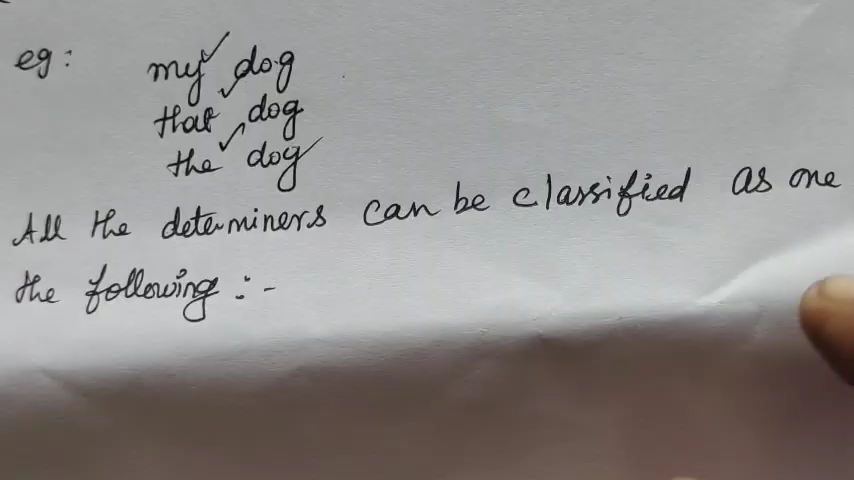 eg: my dog
that dog
the dog
All the determiners can be classified as one
the following :-